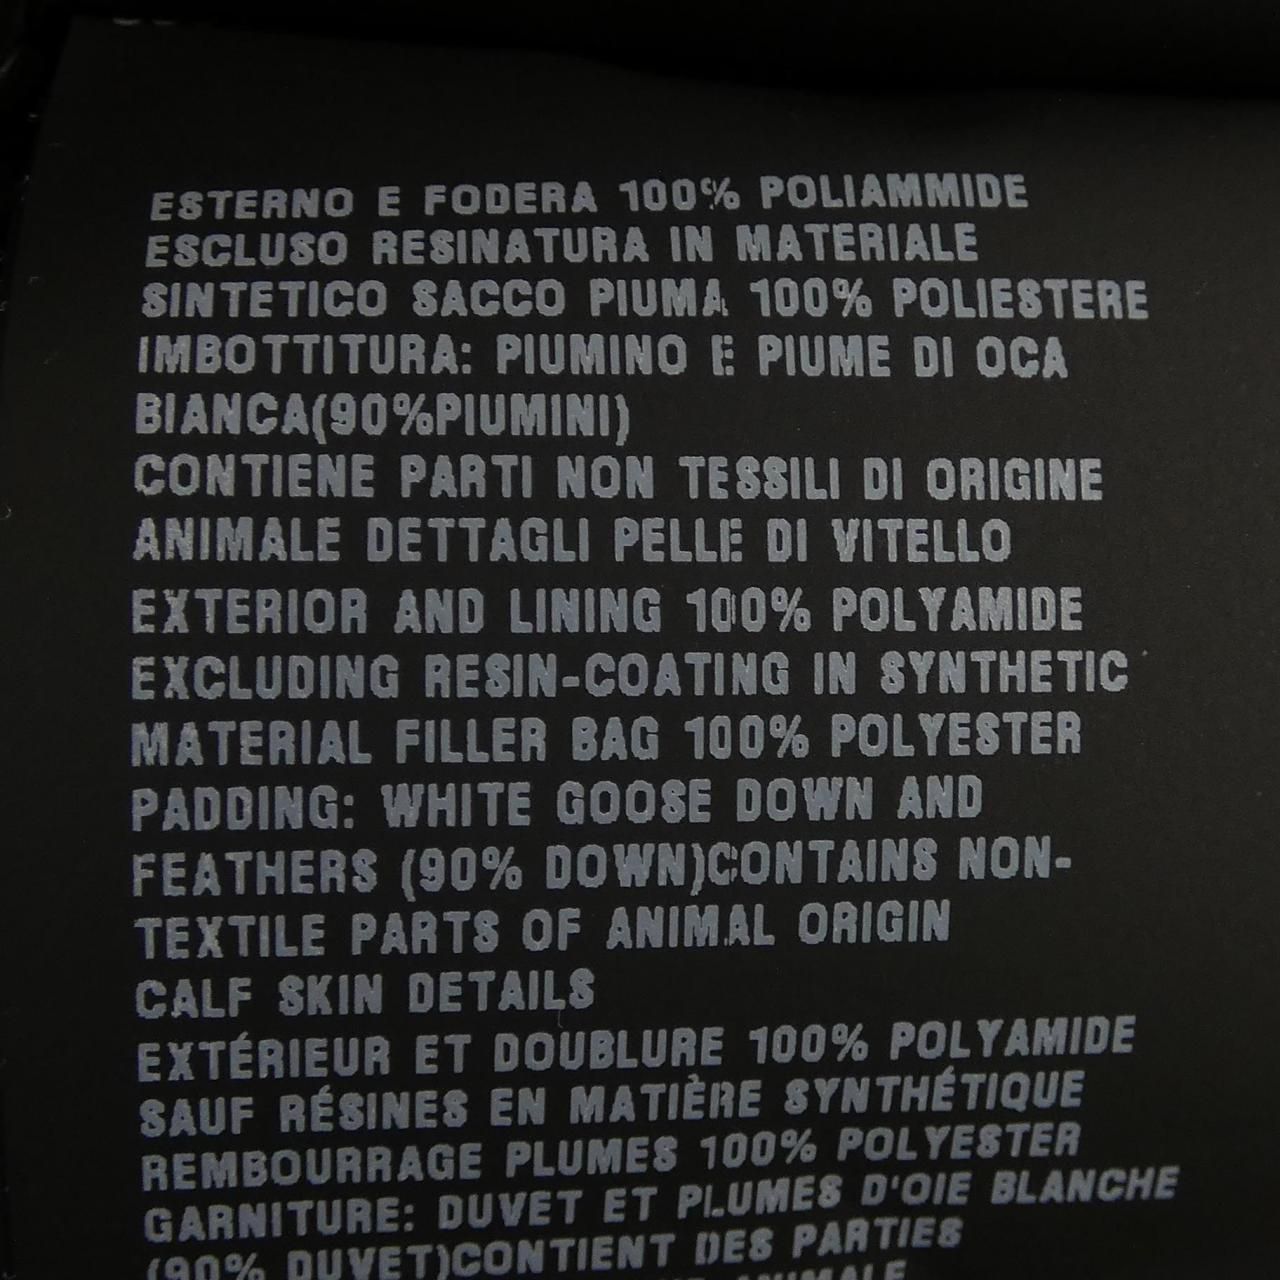 ESTERNO E FODERA 100% POLIAMMIDE
ESCLUSO RESINATURA IN MATERIALE
SINTETICO SACCO PIUMA 100% POLIESTERE
IMBOTTITURA: PIUMINO E PIUME DI OCA
BIANCA(90%PIUMINI)
CONTIENE PARTI NON TESSILI DI ORIGINE
ANIMALE DETTAGLI PELLE DI VITELLO
EXTERIOR AND LINING 100% POLYAMIDE
EXCLUDING RESIN-COATING IN SYNTHETIC
MATERIAL FILLER BAG 100% POLYESTER
PADDING: WHITE GOOSE DOWN AND
FEATHERS (90% DOWN)CONTAINS NON-
TEXTILE PARTS OF ANIMAL ORIGIN
CALF SKIN DETAILS
EXTÉRIEUR ET DOUBLURE 100% POLYAMIDE
SAUF RÉSINES EN MATIÈRE SYNTHÉTIQUE
REMBOURRAGE PLUMES 100% POLYESTER
GARNITURE: DUVET ET PLUMES D'OIE BLANCHE
(90% DUVET)CONTIENT DES PARTIES
ANIMALE